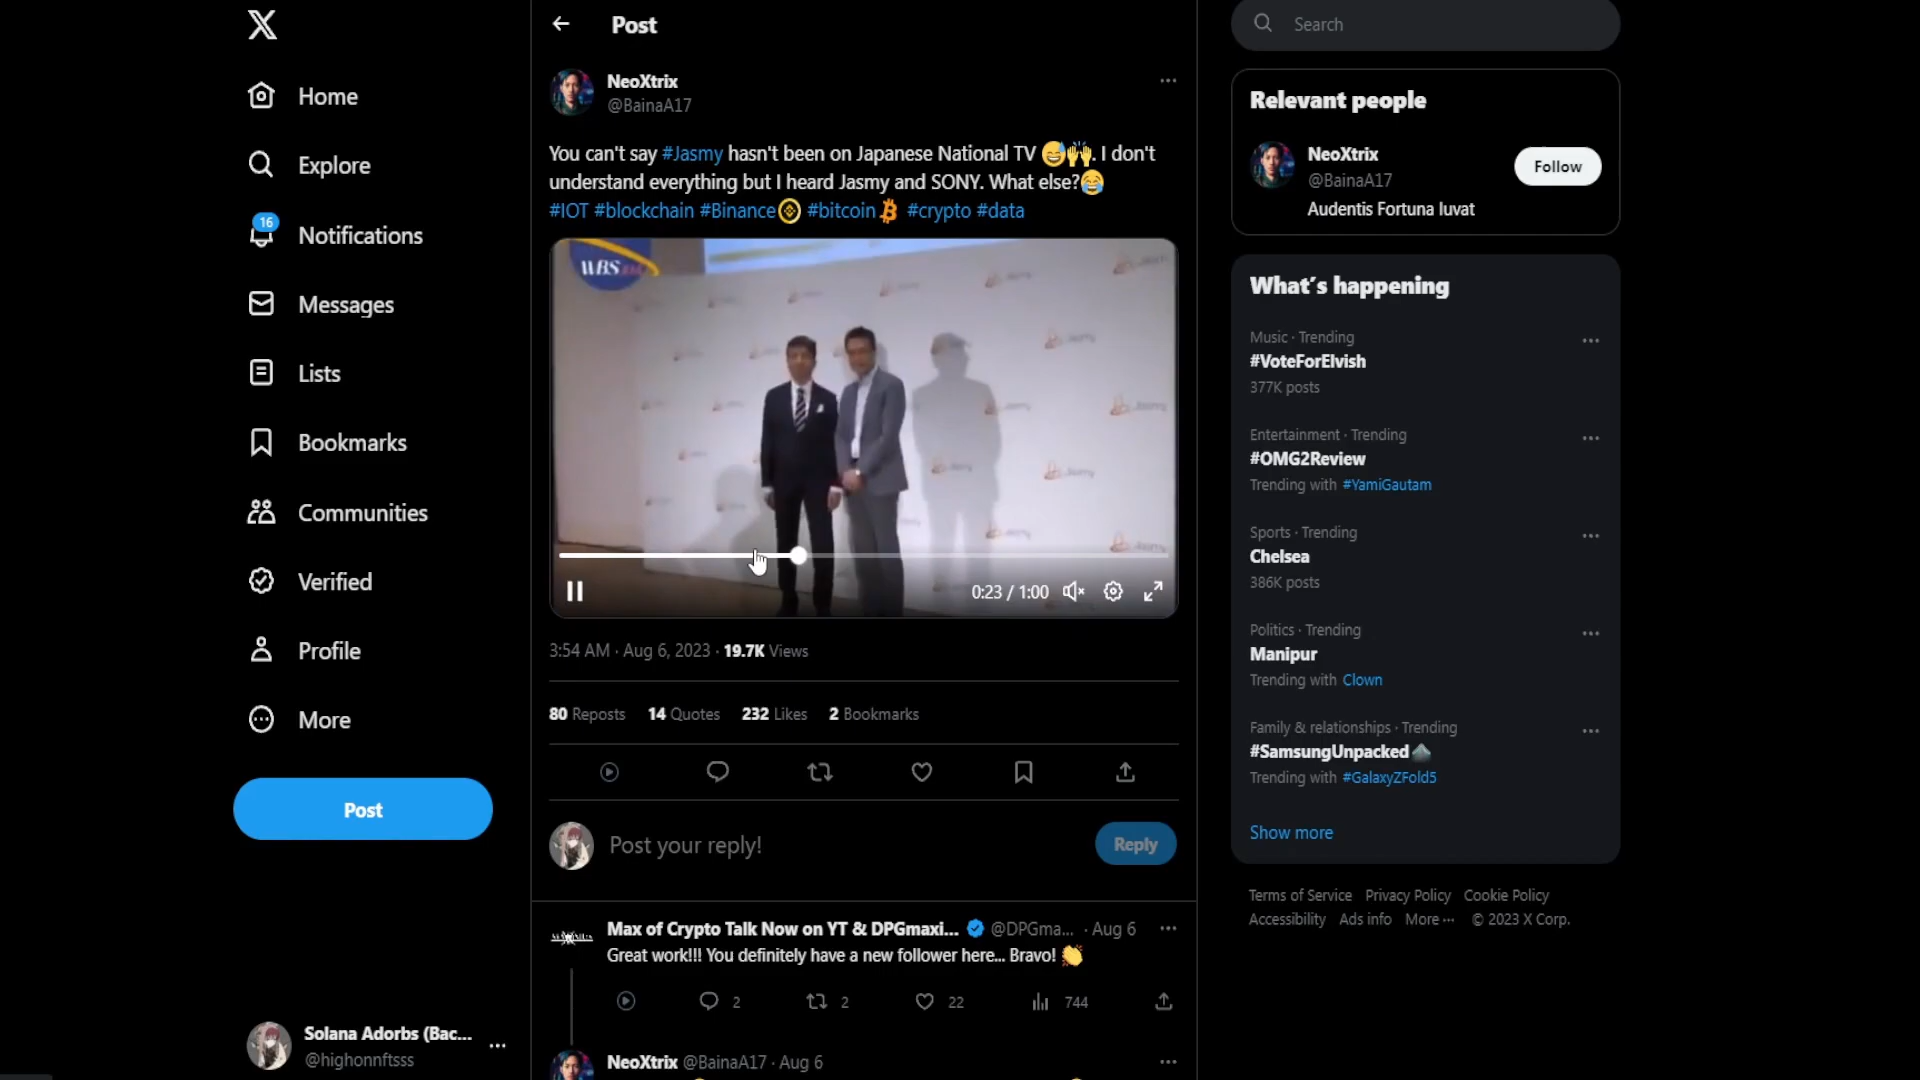 Home
Explore
16
Notifications
Messages
Lists
Bookmarks
Communities
Verified
Profile
More
Post
Solana Adorbs (Bac...
@highonnftsss
Post
NeoXtrix
@BainaA17
You can't say #Jasmy hasn't been on Japanese National TV 😅🙌. I don't
understand everything but I heard Jasmy and SONY. What else?😂
#IOT #blockchain #Binance #bitcoin #crypto #data
WBS
Jasmy
0:23 / 1:00
3:54 AM · Aug 6, 2023 · 19.7K Views
80 Reposts 14 Quotes 232 Likes 2 Bookmarks
Post your reply!
Reply
Max of Crypto Talk Now on YT & DPGmaxi... @DPGma... · Aug 6
Great work!!! You definitely have a new follower here... Bravo! 👏
2 2 22 744
NeoXtrix @BainaA17 · Aug 6
Search
Relevant people
NeoXtrix
@BainaA17
Follow
Audentis Fortuna Iuvat
What's happening
Music · Trending
#VoteForElvish
377K posts
Entertainment · Trending
#OMG2Review
Trending with #YamiGautam
Sports · Trending
Chelsea
386K posts
Politics · Trending
Manipur
Trending with Clown
Family & relationships · Trending
#SamsungUnpacked
Trending with #GalaxyZFold5
Show more
Terms of Service Privacy Policy Cookie Policy
Accessibility Ads info More ··· © 2023 X Corp.